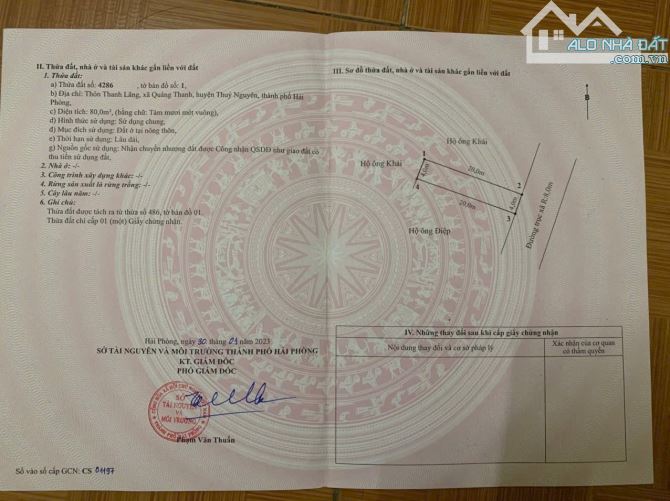 ALO NHÀ ĐẤT
Alonhadat.com.vn
II. Thửa đất, nhà ở và tài sản khác gắn liền với đất
1. Thửa đất:
a) Thửa đất số: 4286 , tờ bản đồ số: 1,
b) Địa chỉ: Thôn Thanh Lãng, xã Quảng Thanh, huyện Thuỷ Nguyên, thành phố Hải
Phòng,
c) Diện tích: 80,0m², (bằng chữ: Tám mươi mét vuông),
d) Hình thức sử dụng: Sử dụng chung,
đ) Mục đích sử dụng: Đất ở tại nông thôn,
e) Thời hạn sử dụng: Lâu dài,
g) Nguồn gốc sử dụng: Nhận chuyển nhượng đất được Công nhận QSDĐ như giao đất có
thu tiền sử dụng đất.
2. Nhà ở: -/-
3. Công trình xây dựng khác: -/-
4. Rừng sản xuất là rừng trồng: -/-
5. Cây lâu năm: -/-
6. Ghi chú:
Thửa đất được tách ra từ thửa số 486, tờ bản đồ 01.
Thửa đất chỉ cấp 01 (một) Giấy chứng nhận.
Hải Phòng, ngày 30 tháng 01 năm 2023
SỞ TÀI NGUYÊN VÀ MÔI TRƯỜNG THÀNH PHỐ HẢI PHÒNG
KT. GIÁM ĐỐC
PHÓ GIÁM ĐỐC
SỞ
TÀI NGUYÊN
VÀ
MÔI TRƯỜNG
Phạm Văn Thuấn
Số vào sổ cấp GCN: CS 01197
III. Sơ đồ thửa đất, nhà ở và tài sản khác gắn liền với đất
B
Hộ ông Khải
Hộ ông Khải
1
20,0m
2
4,0m
4,0m
4
20,0m
3
Hộ ông Điệp
Đường trục xã R:8,0m
IV. Những thay đổi sau khi cấp giấy chứng nhận
Nội dung thay đổi và cơ sở pháp lý
Xác nhận của cơ quan
có thẩm quyền